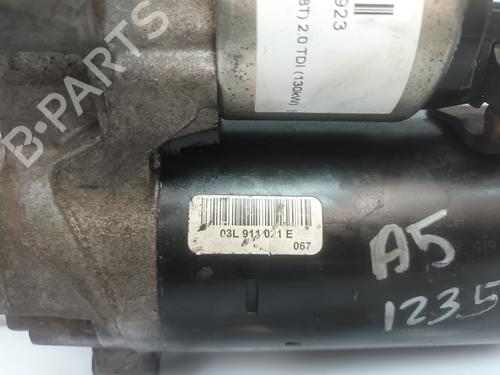 923
8T) 2.0 TDI (130kW)
03L 911 021 E
067
A5
1235
B-PARTS